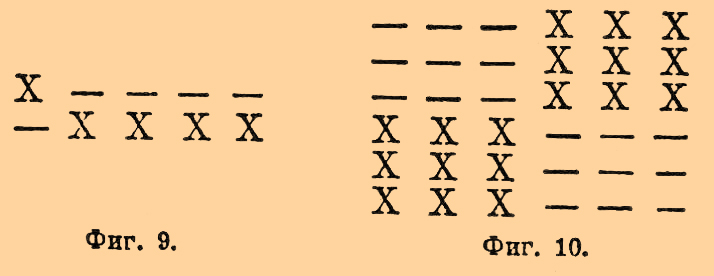 X — — — —
— X X X X
Фиг. 9.
— — — X X X
— — — X X X
— — — X X X
X X X — — —
X X X — — —
X X X — — —
Фиг. 10.